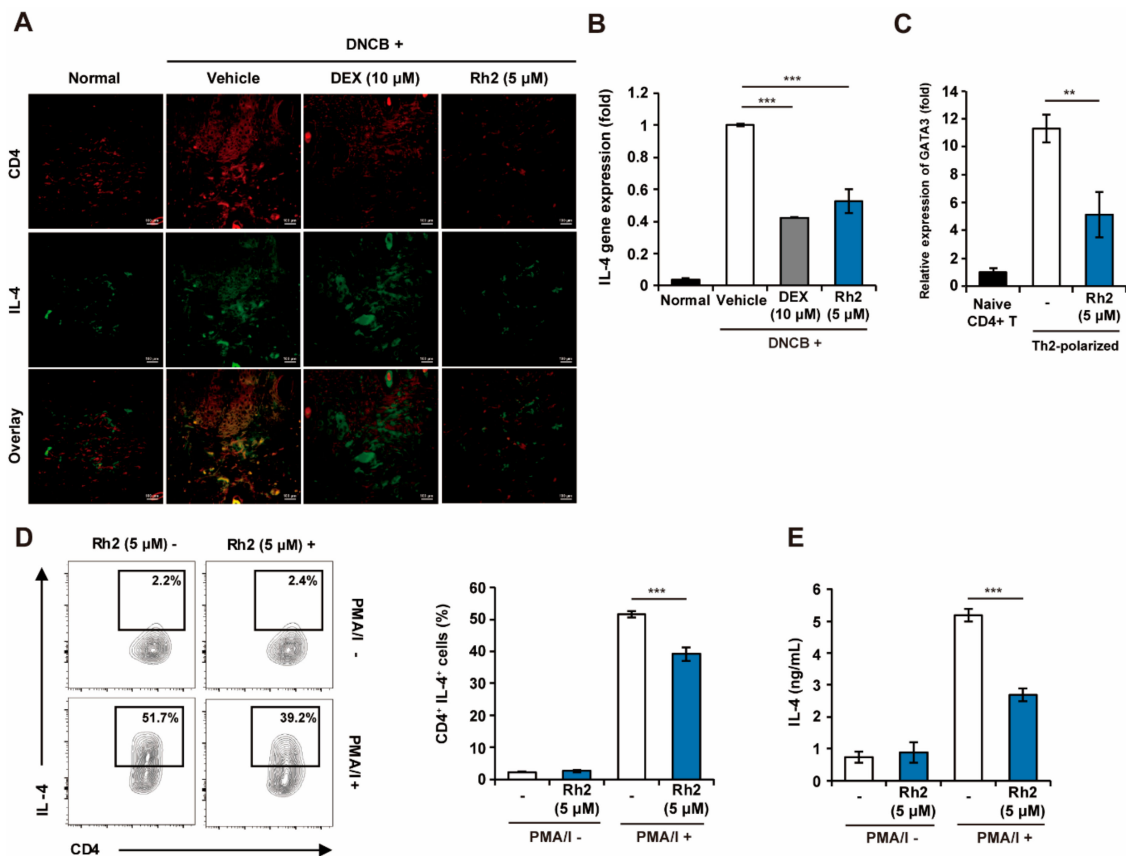 A
DNCB +
Normal
Vehicle
DEX (10 µM)
Rh2 (5 µM)
CD4
IL-4
Overlay
B
IL-4 gene expression (fold)
1.2
1
0.8
0.6
0.4
0.2
0
***
***
Normal
Vehicle
DEX
(10 µM)
Rh2
(5 µM)
DNCB +
C
Relative expression of GATA3 (fold)
14
12
10
8
6
4
2
0
**
Naive
CD4+ T
-
Rh2
(5 µM)
Th2-polarized
D
Rh2 (5 µM) -
Rh2 (5 µM) +
2.2%
2.4%
PMA/I -
51.7%
39.2%
PMA/I +
IL-4
CD4
CD4⁺ IL-4⁺ cells (%)
60
50
40
30
20
10
0
***
-
Rh2
(5 µM)
-
Rh2
(5 µM)
PMA/I -
PMA/I +
E
IL-4 (ng/mL)
6
5
4
3
2
1
0
***
-
Rh2
(5 µM)
-
Rh2
(5 µM)
PMA/I -
PMA/I +